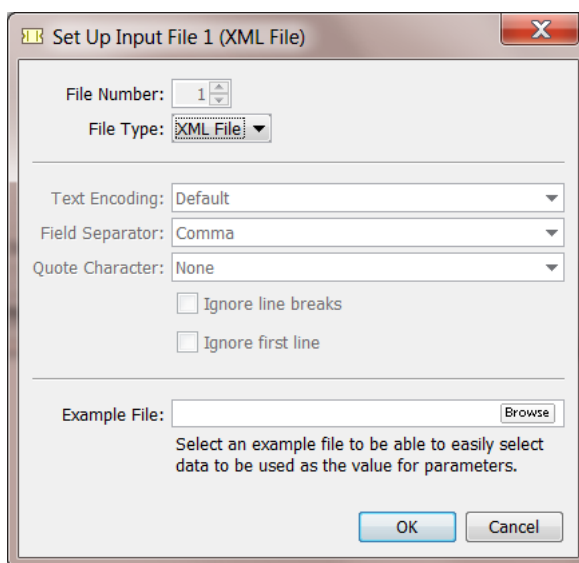 Set Up Input File 1 (XML File)
File Number: 1
File Type: XML File
Text Encoding: Default
Field Separator: Comma
Quote Character: None
Ignore line breaks
Ignore first line
Example File: Browse
Select an example file to be able to easily select
data to be used as the value for parameters.
OK Cancel